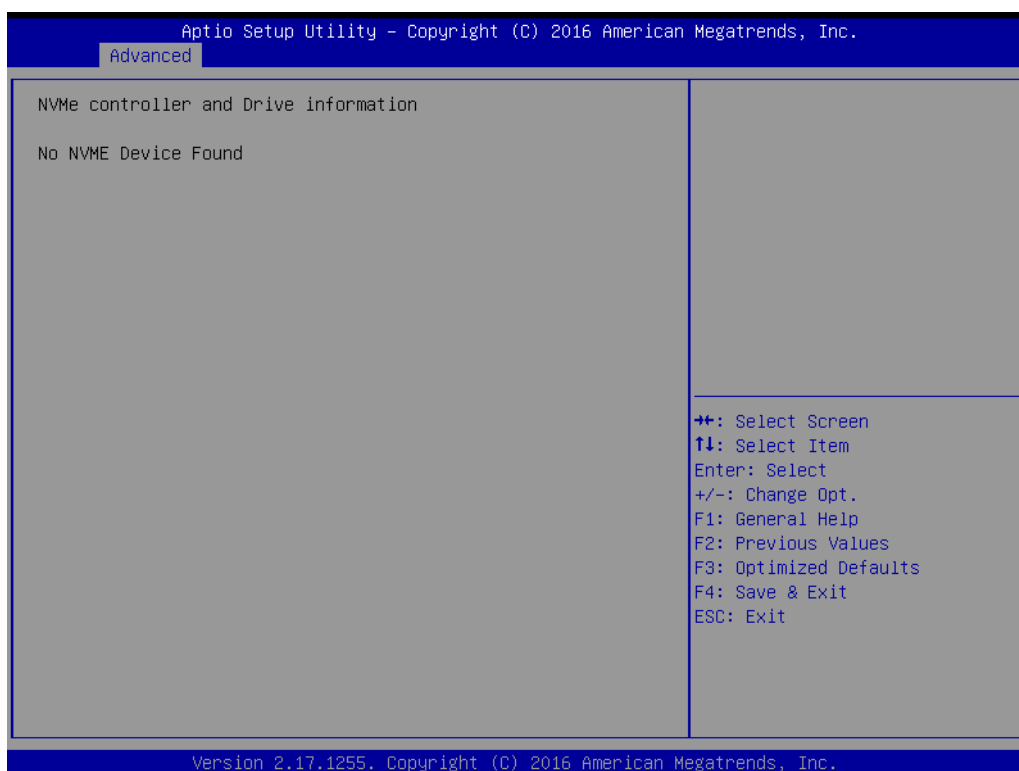 Aptio Setup Utility – Copyright (C) 2016 American Megatrends, Inc.
Advanced
NVMe controller and Drive information
No NVME Device Found
→←: Select Screen
↑↓: Select Item
Enter: Select
+/-: Change Opt.
F1: General Help
F2: Previous Values
F3: Optimized Defaults
F4: Save & Exit
ESC: Exit
Version 2.17.1255. Copyright (C) 2016 American Megatrends, Inc.